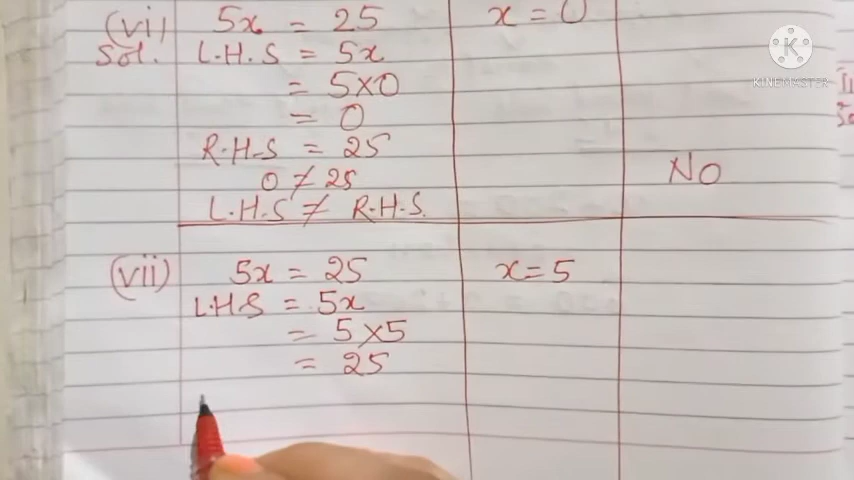 (vi) 5x = 25 x = 0
Sol. L.H.S = 5x
= 5×0
= 0
R.H.S = 25
0 ≠ 25 No
L.H.S ≠ R.H.S.
(vii) 5x = 25 x = 5
L.H.S = 5x
= 5×5
= 25
K
KINEMASTER